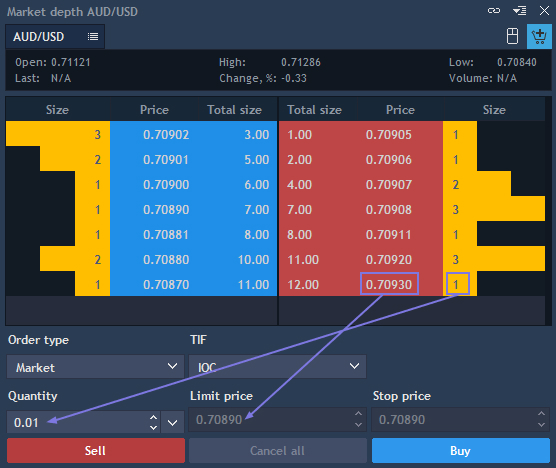 Market depth AUD/USD
AUD/USD
Open: 0.71121 High: 0.71286 Low: 0.70840
Last: N/A Change, %: -0.33 Volume: N/A
Size Price Total size Total size Price Size
3 0.70902 3.00 1.00 0.70905 1
2 0.70901 5.00 2.00 0.70906 1
1 0.70900 6.00 4.00 0.70907 2
1 0.70890 7.00 7.00 0.70908 3
1 0.70881 8.00 8.00 0.70911 1
2 0.70880 10.00 11.00 0.70920 3
1 0.70870 11.00 12.00 0.70930 1
Order type TIF
Market IOC
Quantity Limit price Stop price
0.01 0.70890 0.70890
Sell Cancel all Buy